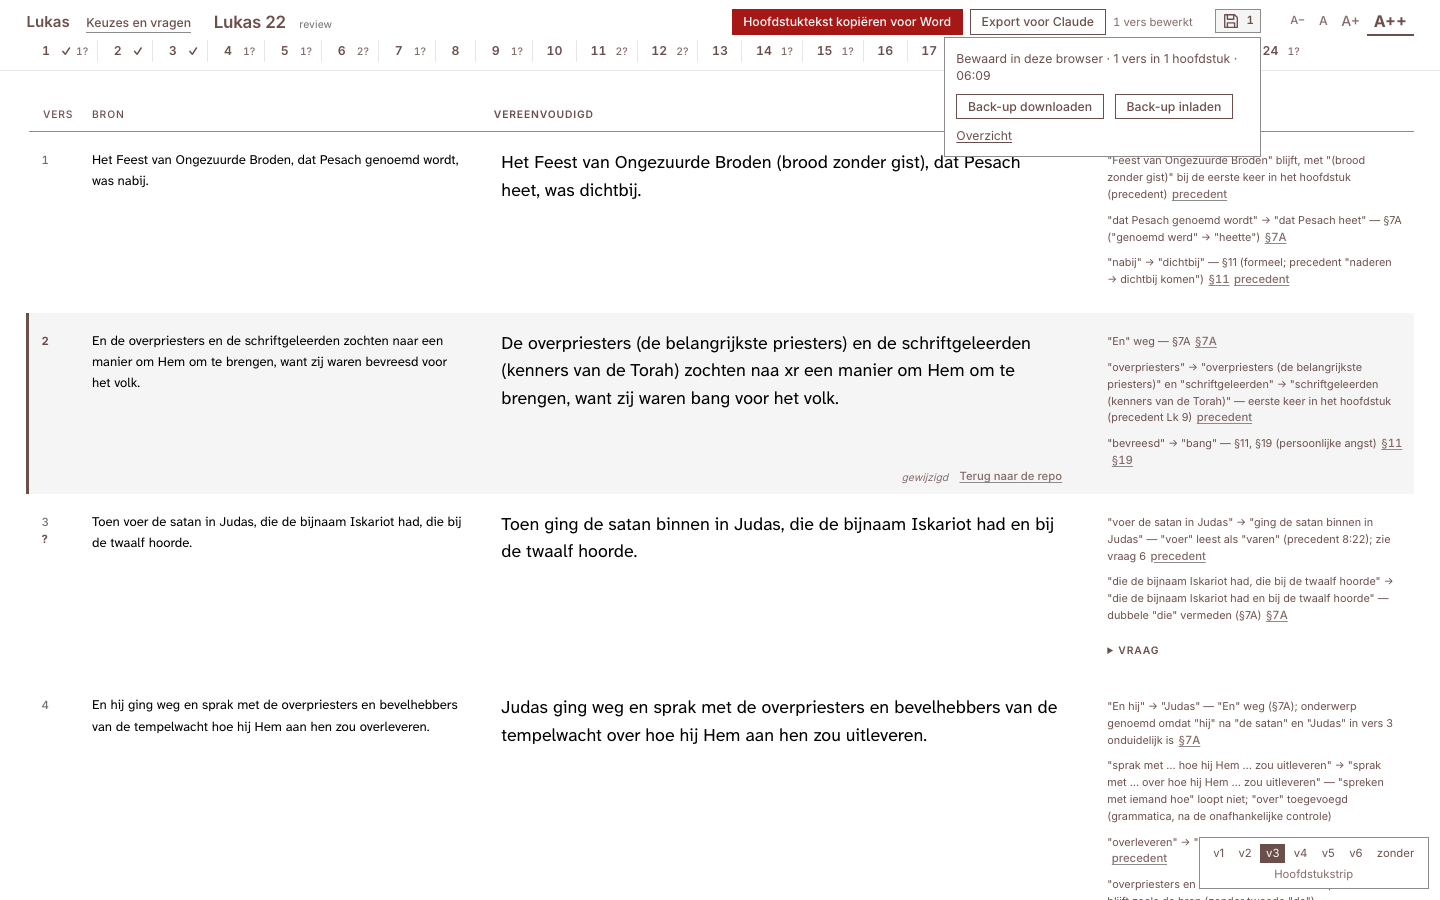 Lukas Keuzes en vragen Lukas 22 review Hoofdstuktekst kopiëren voor Word Export voor Claude 1 vers bewerkt 1 A− A A+ A++
1 ✓ 1? 2 ✓ 3 ✓ 4 1? 5 1? 6 2? 7 1? 8 9 1? 10 11 2? 12 2? 13 14 1? 15 1? 16 17 24 1?
Bewaard in deze browser · 1 vers in 1 hoofdstuk ·
06:09
Back-up downloaden Back-up inladen
Overzicht
VERS BRON VEREENVOUDIGD
1
Het Feest van Ongezuurde Broden, dat Pesach genoemd wordt,
was nabij.
Het Feest van Ongezuurde Broden (brood zonder gist), dat Pesach
heet, was dichtbij.
"Feest van Ongezuurde Broden" blijft, met "(brood
zonder gist)" bij de eerste keer in het hoofdstuk
(precedent) precedent
"dat Pesach genoemd wordt" → "dat Pesach heet" — §7A
("genoemd werd" → "heette") §7A
"nabij" → "dichtbij" — §11 (formeel; precedent "naderen
→ dichtbij komen") §11 precedent
2
En de overpriesters en de schriftgeleerden zochten naar een
manier om Hem om te brengen, want zij waren bevreesd voor
het volk.
De overpriesters (de belangrijkste priesters) en de schriftgeleerden
(kenners van de Torah) zochten naa xr een manier om Hem om te
brengen, want zij waren bang voor het volk.
gewijzigd Terug naar de repo
"En" weg — §7A §7A
"overpriesters" → "overpriesters (de belangrijkste
priesters)" en "schriftgeleerden" → "schriftgeleerden
(kenners van de Torah)" — eerste keer in het hoofdstuk
(precedent Lk 9) precedent
"bevreesd" → "bang" — §11, §19 (persoonlijke angst) §11
§19
3
?
Toen voer de satan in Judas, die de bijnaam Iskariot had, die bij
de twaalf hoorde.
Toen ging de satan binnen in Judas, die de bijnaam Iskariot had en bij
de twaalf hoorde.
"voer de satan in Judas" → "ging de satan binnen in
Judas" — "voer" leest als "varen" (precedent 8:22); zie
vraag 6 precedent
"die de bijnaam Iskariot had, die bij de twaalf hoorde" →
"die de bijnaam Iskariot had en bij de twaalf hoorde" —
dubbele "die" vermeden (§7A) §7A
▶ VRAAG
4
En hij ging weg en sprak met de overpriesters en bevelhebbers
van de tempelwacht hoe hij Hem aan hen zou overleveren.
Judas ging weg en sprak met de overpriesters en bevelhebbers van de
tempelwacht over hoe hij Hem aan hen zou uitleveren.
"En hij" → "Judas" — "En" weg (§7A); onderwerp
genoemd omdat "hij" na "de satan" en "Judas" in vers 3
onduidelijk is §7A
"sprak met … hoe hij Hem … zou uitleveren" → "sprak
met … over hoe hij Hem … zou uitleveren" — "spreken
met iemand hoe" loopt niet; "over" toegevoegd
(grammatica, na de onafhankelijke controle)
"overleveren" → "
precedent
"overpriesters en
v1 v2 v3 v4 v5 v6 zonder
Hoofdstukstrip